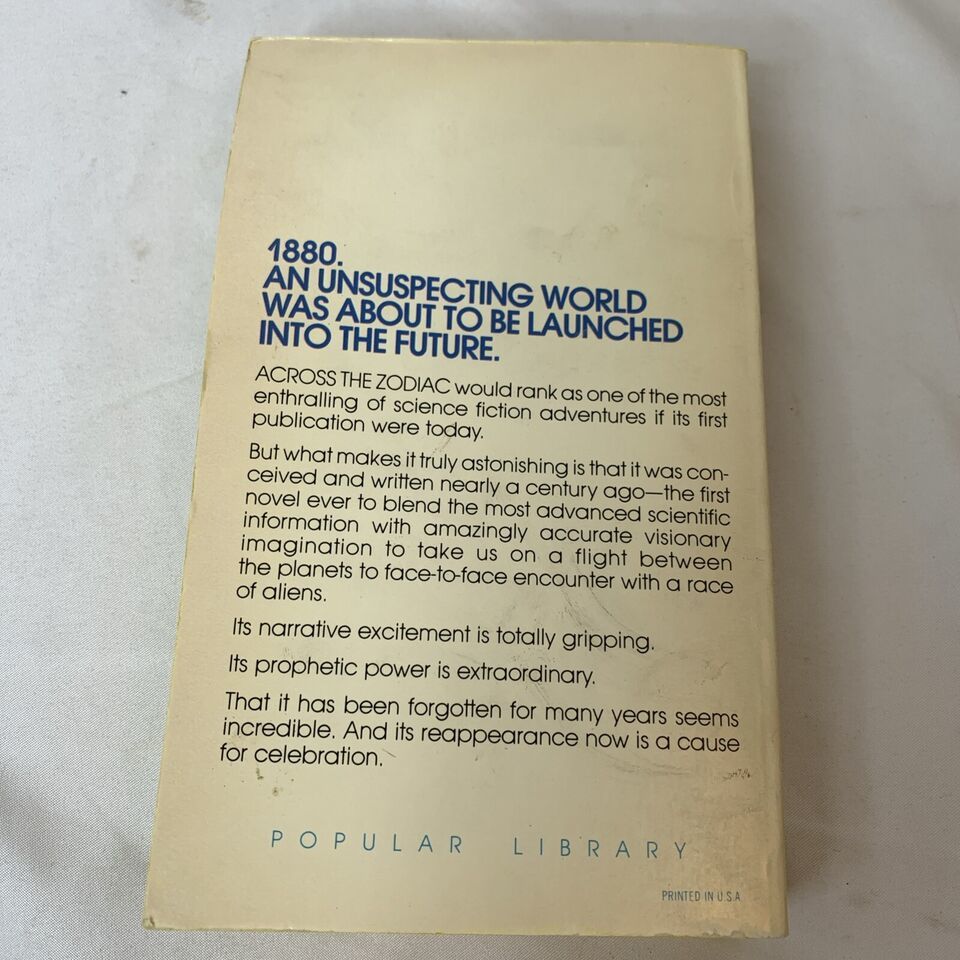 1880.
AN UNSUSPECTING WORLD
WAS ABOUT TO BE LAUNCHED
INTO THE FUTURE.
ACROSS THE ZODIAC would rank as one of the most
enthralling of science fiction adventures if its first
publication were today.
But what makes it truly astonishing is that it was con-
ceived and written nearly a century ago—the first
novel ever to blend the most advanced scientific
information with amazingly accurate visionary
imagination to take us on a flight between
the planets to face-to-face encounter with a race
of aliens.
Its narrative excitement is totally gripping.
Its prophetic power is extraordinary.
That it has been forgotten for many years seems
incredible. And its reappearance now is a cause
for celebration.
POPULAR LIBRARY
PRINTED IN U.S.A.